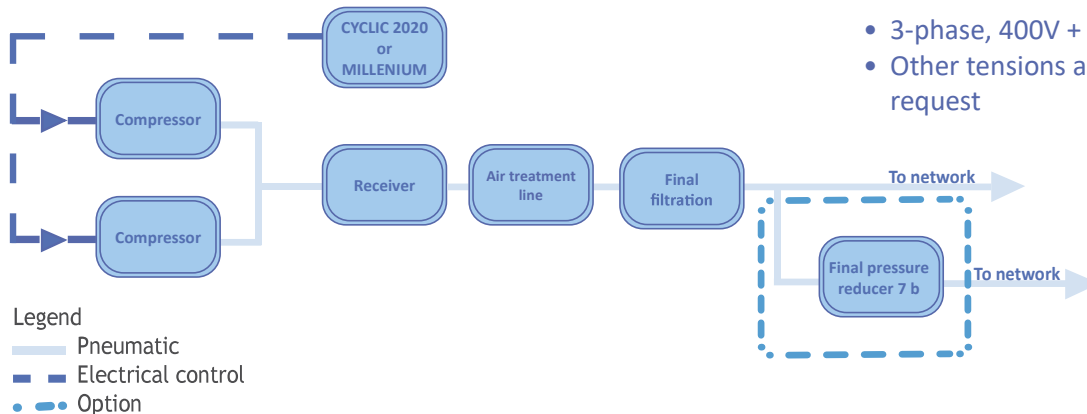 CYCLIC 2020
or
MILLENIUM
• 3-phase, 400V +
• Other tensions a
request
Compressor
Compressor
Receiver
Air treatment
line
Final
filtration
To network
Final pressure
reducer 7 b
To network
Legend
Pneumatic
Electrical control
Option